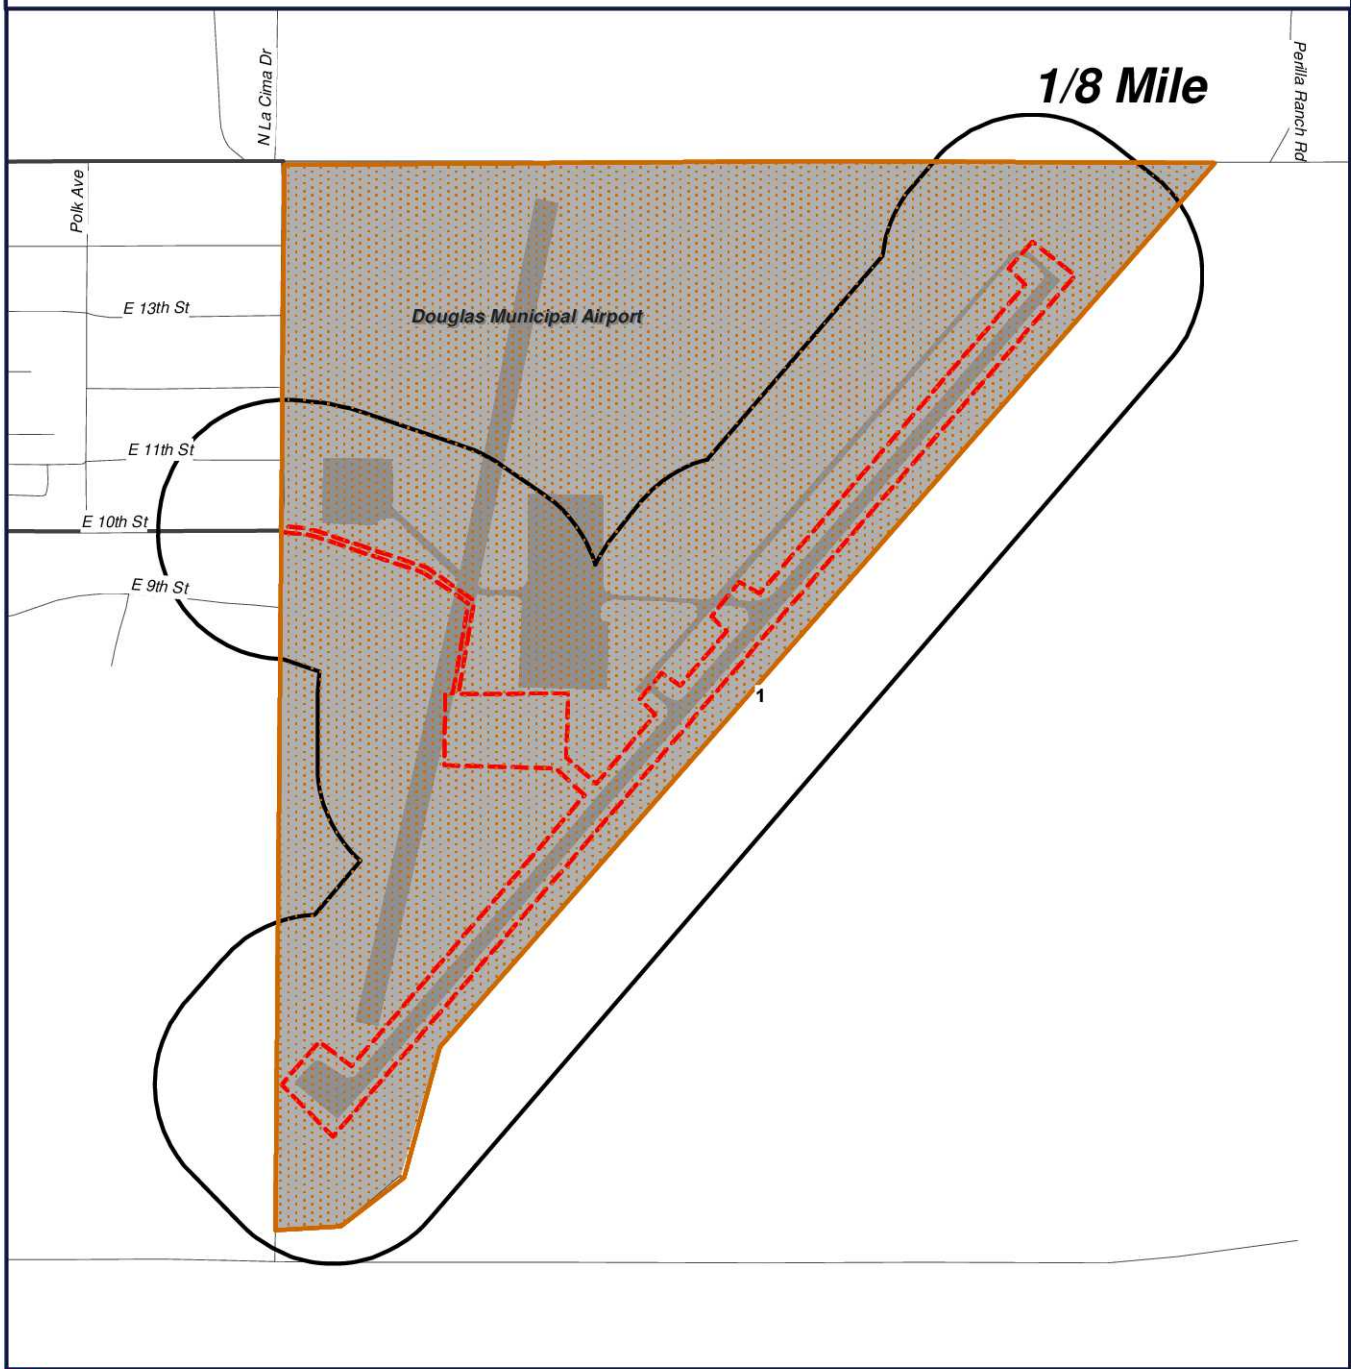 N La Cima Dr
1/8 Mile
Perilla Ranch Rd
Polk Ave
E 13th St
Douglas Municipal Airport
E 11th St
E 10th St
E 9th St
1